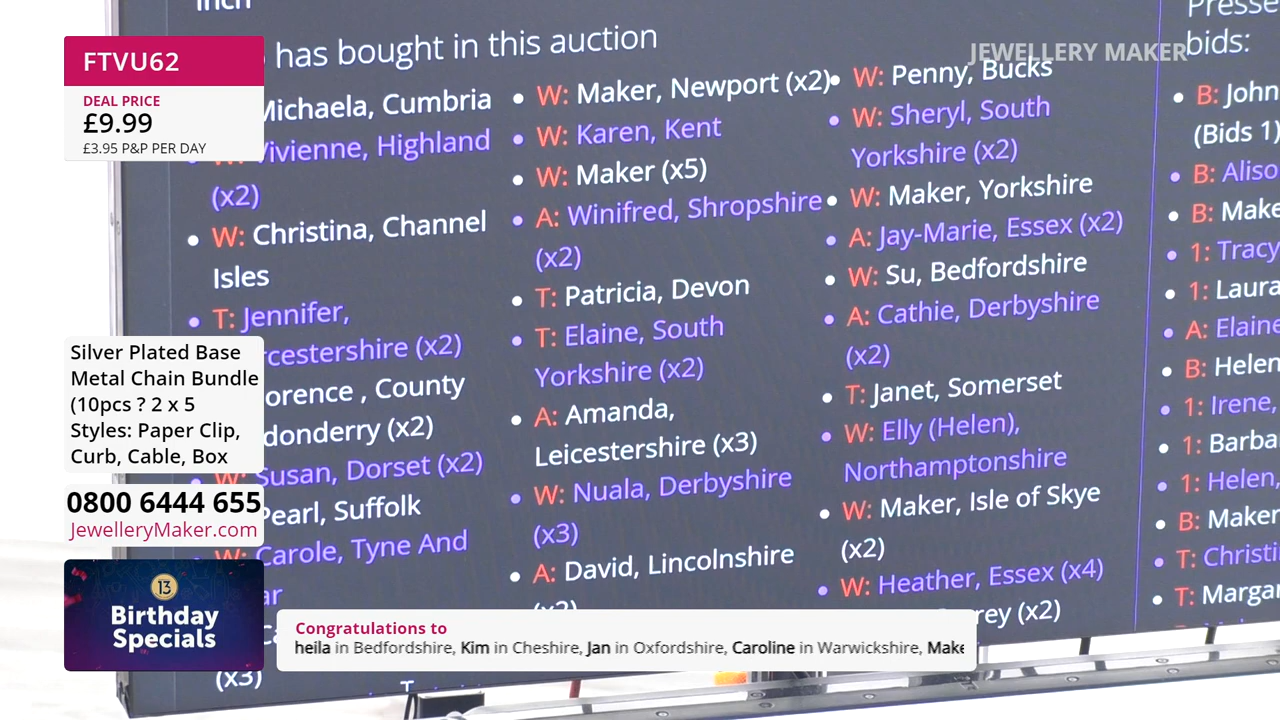 inch
has bought in this auction
Michaela, Cumbria
W: Vivienne, Highland
(x2)
W: Christina, Channel
Isles
T: Jennifer,
rcestershire (x2)
orence , County
donderry (x2)
W: Susan, Dorset (x2)
Pearl, Suffolk
W: Carole, Tyne And
ar
(x3)
T
W: Maker, Newport (x2)
W: Karen, Kent
W: Maker (x5)
A: Winifred, Shropshire
(x2)
T: Patricia, Devon
T: Elaine, South
Yorkshire (x2)
A: Amanda,
Leicestershire (x3)
W: Nuala, Derbyshire
(x3)
A: David, Lincolnshire
(x2)
W: Penny, Bucks
W: Sheryl, South
Yorkshire (x2)
W: Maker, Yorkshire
A: Jay-Marie, Essex (x2)
W: Su, Bedfordshire
A: Cathie, Derbyshire
(x2)
T: Janet, Somerset
W: Elly (Helen),
Northamptonshire
W: Maker, Isle of Skye
(x2)
W: Heather, Essex (x4)
rey (x2)
Presse
bids:
B: John
(Bids 1)
B: Aliso
B: Make
1: Tracy
1: Laura
A: Elaine
B: Helen
1: Irene,
1: Barba
1: Helen,
B: Maker
T: Christi
T: Margar
JEWELLERY MAKER
FTVU62
DEAL PRICE
£9.99
£3.95 P&P PER DAY
Silver Plated Base
Metal Chain Bundle
(10pcs ? 2 x 5
Styles: Paper Clip,
Curb, Cable, Box
0800 6444 655
JewelleryMaker.com
13
Birthday
Specials
Congratulations to
heila in Bedfordshire, Kim in Cheshire, Jan in Oxfordshire, Caroline in Warwickshire, Make